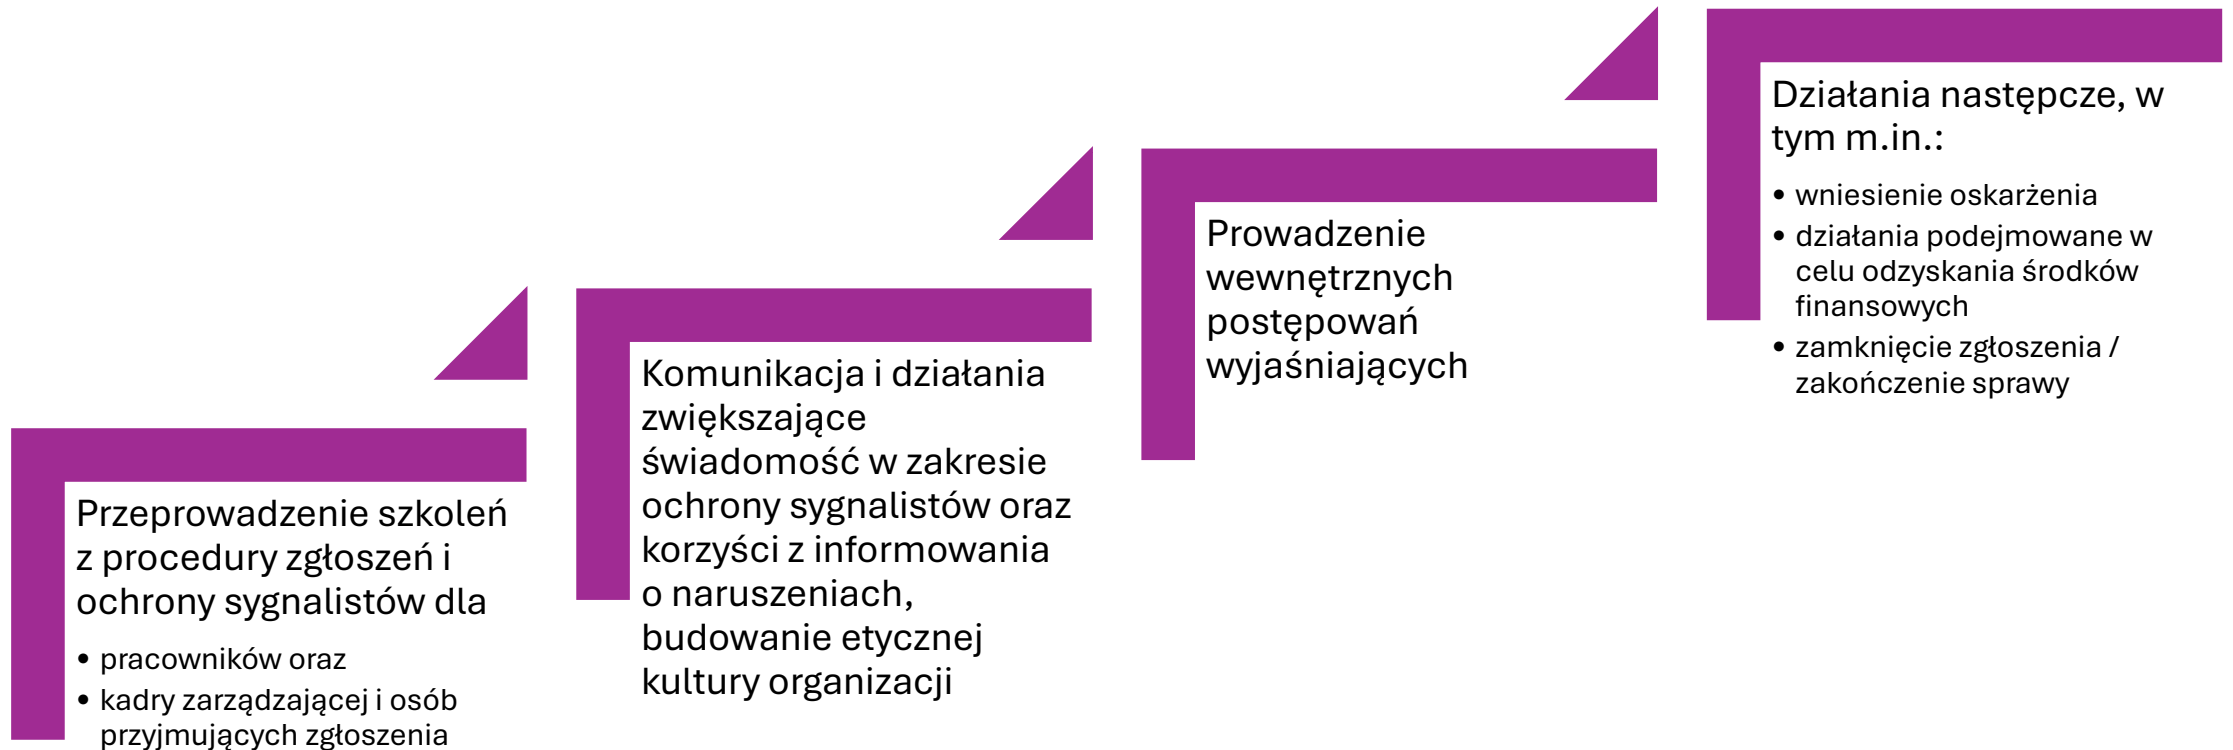 Przeprowadzenie szkoleń
z procedury zgłoszeń i
ochrony sygnalistów dla
• pracowników oraz
• kadry zarządzającej i osób
przyjmujących zgłoszenia
Komunikacja i działania
zwiększające
świadomość w zakresie
ochrony sygnalistów oraz
korzyści z informowania
o naruszeniach,
budowanie etycznej
kultury organizacji
Prowadzenie
wewnętrznych
postępowań
wyjaśniających
Działania następcze, w
tym m.in.:
• wniesienie oskarżenia
• działania podejmowane w
celu odzyskania środków
finansowych
• zamknięcie zgłoszenia /
zakończenie sprawy